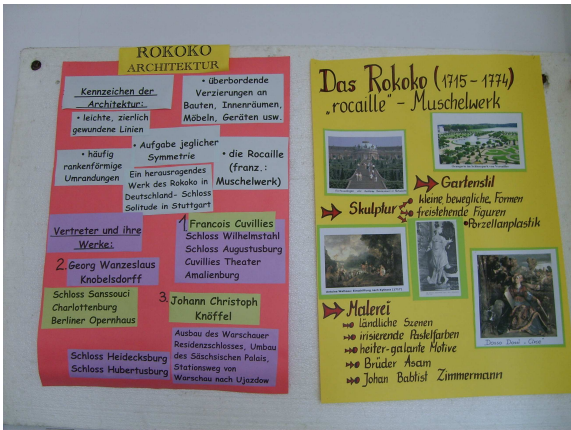 ROKOKO
ARCHITEKTUR
Kennzeichen der
Architektur:
• leichte, zierlich
gewundene Linien
• überbordende
Verzierungen an
Bauten, Innenräumen,
Möbeln, Geräten usw.
• häufig
rankenförmige
Umrandungen
• Aufgabe jeglicher
Symmetrie
Ein herausragendes
Werk des Rokoko in
Deutschland- Schloss
Solitude in Stuttgart
• die Rocaille
(franz.:
Muschelwerk)
Vertreter und ihre
Werke:
1. Francois Cuvillies
Schloss Wilhelmstahl
Schloss Augustusburg
Cuvillies Theater
Amalienburg
2. Georg Wanzeslaus
Knobelsdorff
Schloss Sanssouci
Charlottenburg
Berliner Opernhaus
3. Johann Christoph
Knöffel
Ausbau des Warschauer
Residenzschlosses, Umbau
des Säschsischen Palais,
Stationsweg von
Warschau nach Ujazdow
Schloss Heidecksburg
Schloss Hubertusburg
Das Rokoko (1715-1774)
„rocaille" - Muschelwerk
Gartenstil
kleine, bewegliche, Formen
Skulptur
freistehende Figuren
Porzellanplastik
Malerei
ländliche Szenen
irisierende Pastelfarben
heiter-galante Motive
Brüder Asam
Johan Babtist Zimmermann